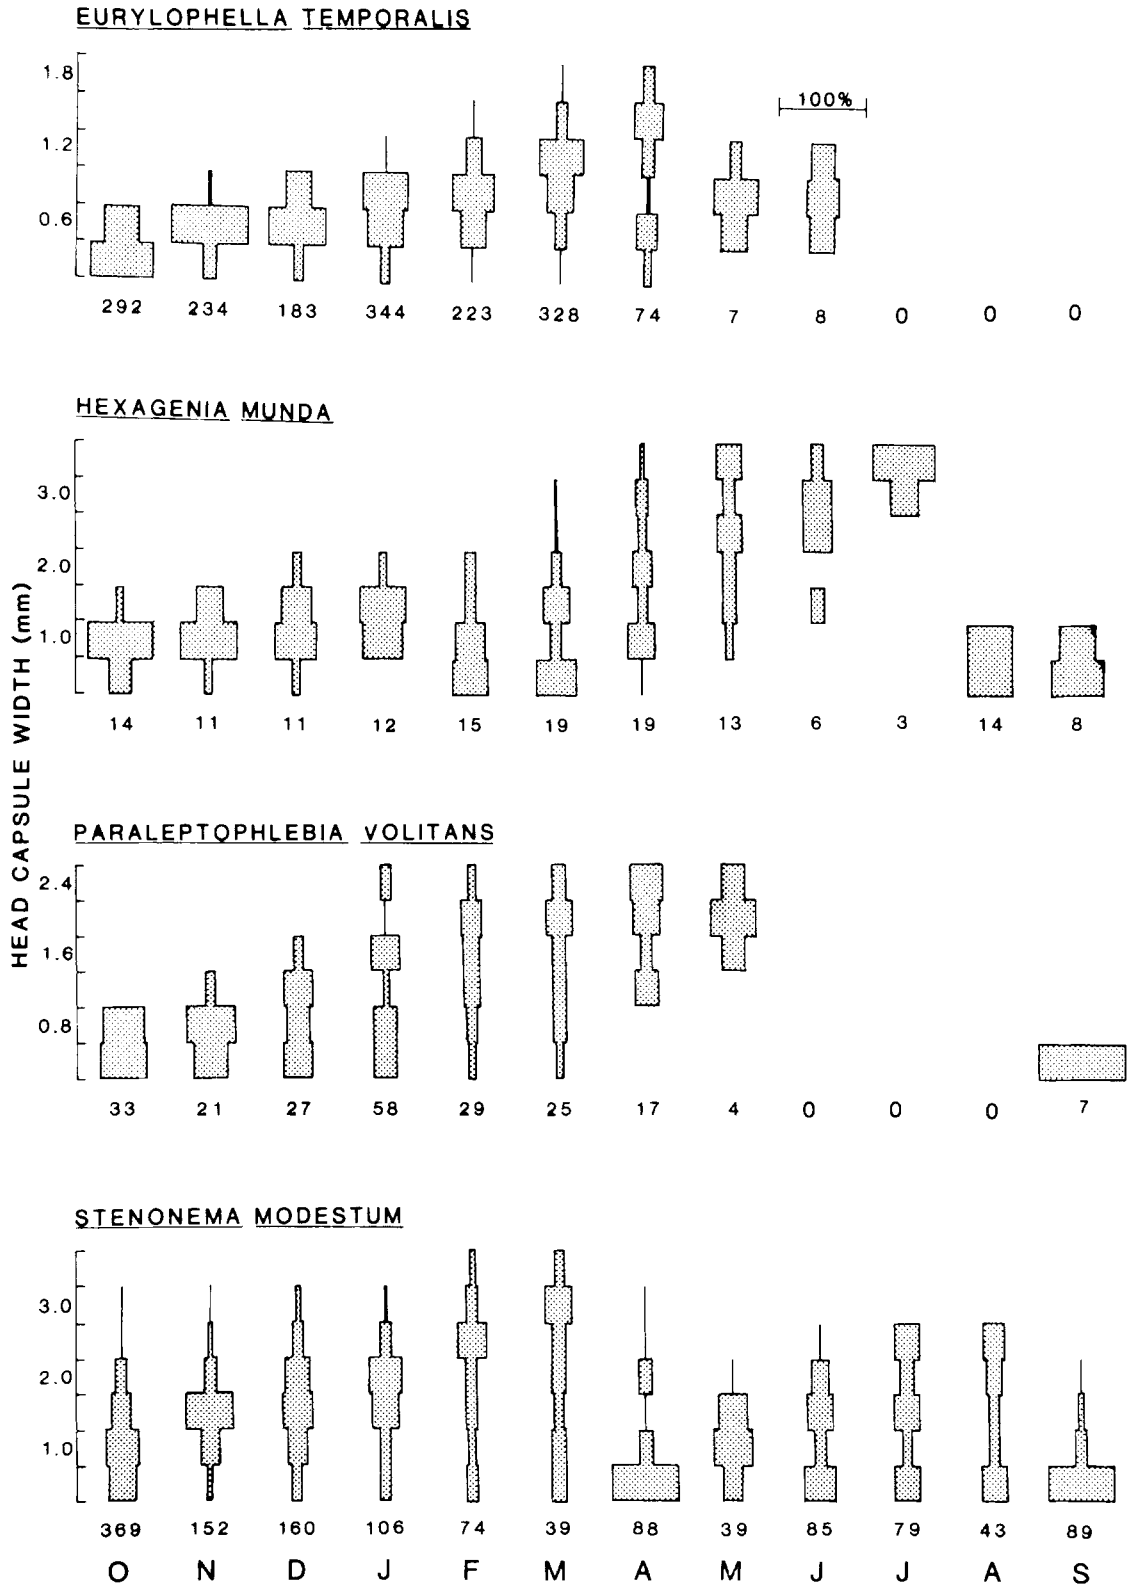 EURYLOPHELLA TEMPORALIS
1.8
1.2
0.6
100%
292 234 183 344 223 328 74 7 8 0 0 0
HEXAGENIA MUNDA
3.0
2.0
1.0
14 11 11 12 15 19 19 13 6 3 14 8
HEAD CAPSULE WIDTH (mm)
PARALEPTOPHLEBIA VOLITANS
2.4
1.6
0.8
33 21 27 58 29 25 17 4 0 0 0 7
STENONEMA MODESTUM
3.0
2.0
1.0
369 152 160 106 74 39 88 39 85 79 43 89
O N D J F M A M J J A S